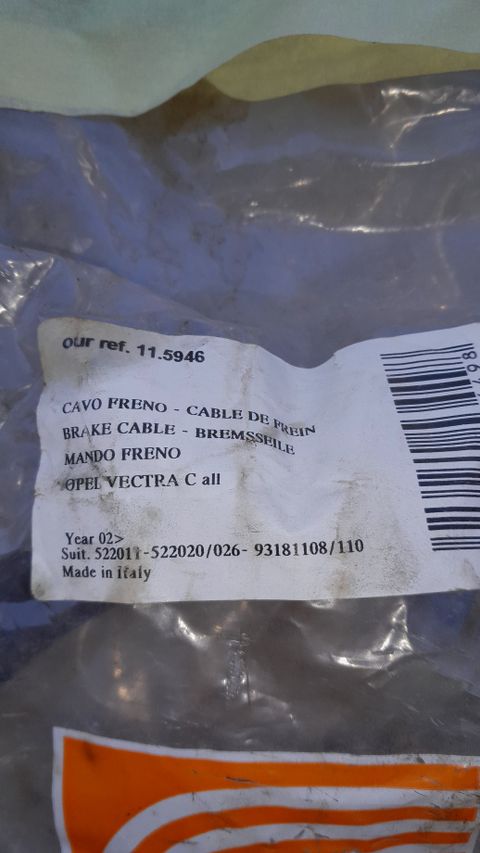 our ref. 11.5946
CAVO FRENO - CABLE DE FREIN
BRAKE CABLE - BREMSSEILE
MANDO FRENO
OPEL VECTRA C all
Year 02>
Suit. 522011-522020/026- 93181108/110
Made in Italy